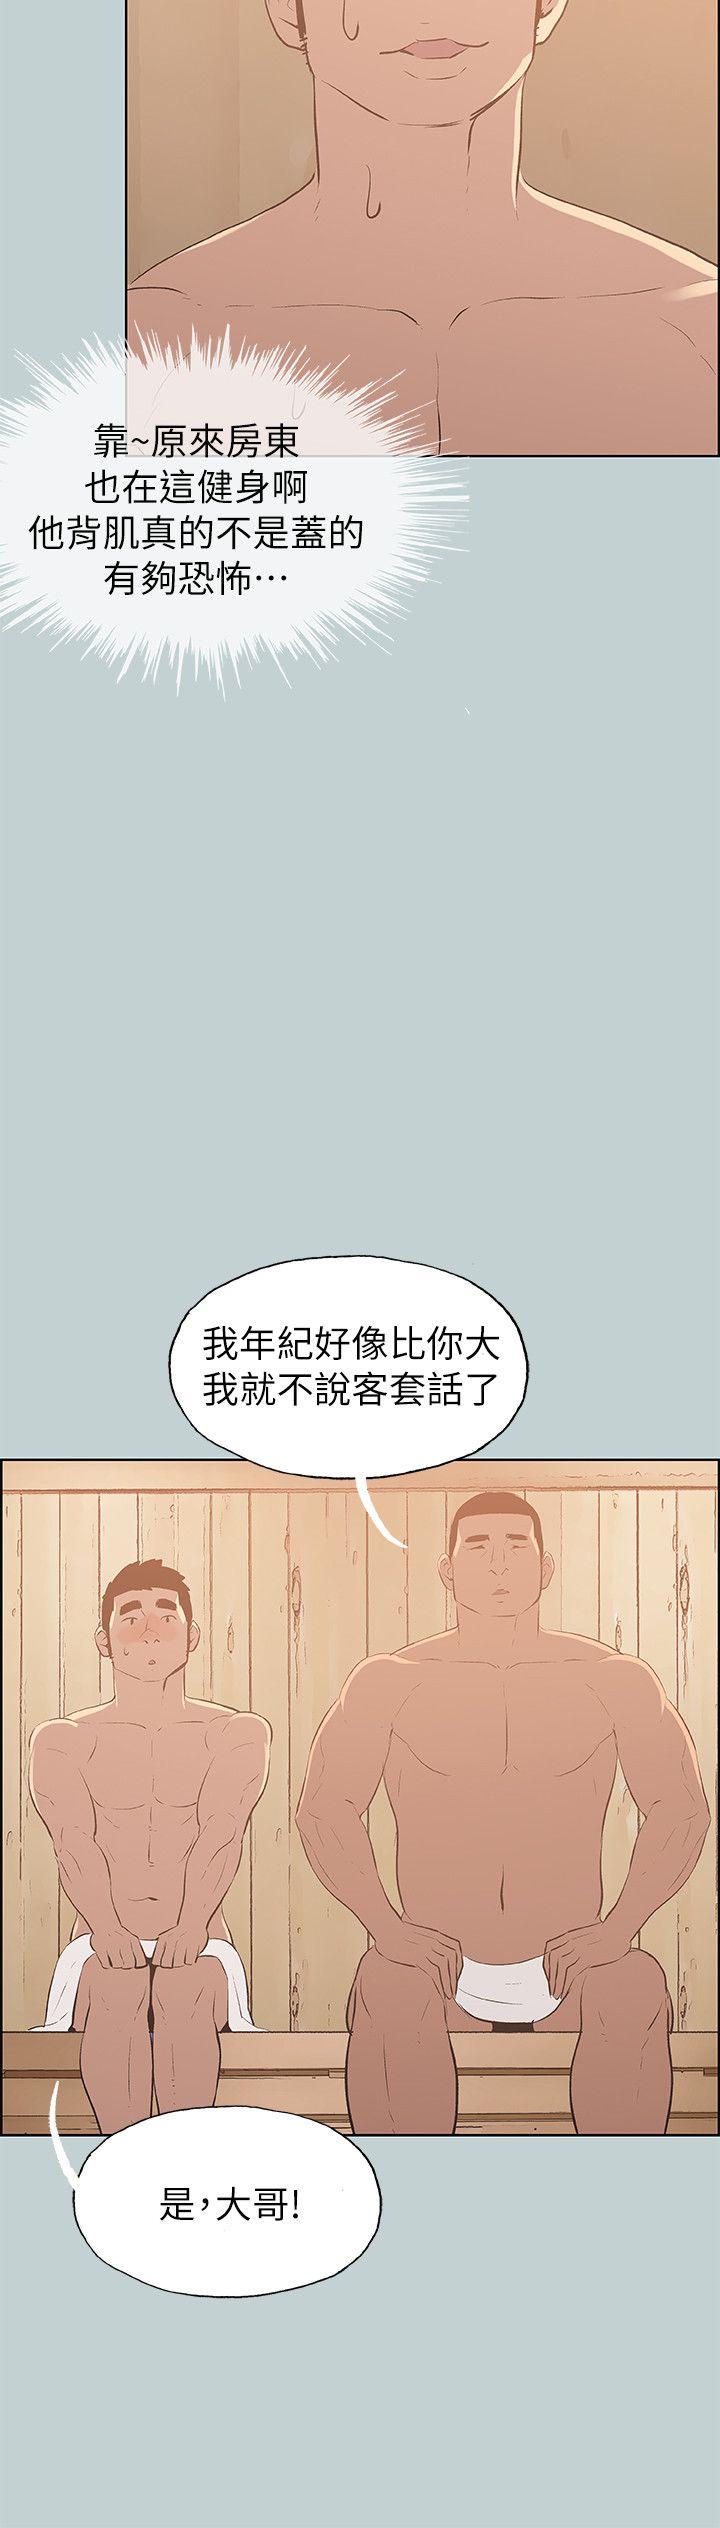 靠~原來房東
也在這健身啊
他背肌真的不是蓋的
有夠恐怖⋯
我年紀好像比你大
我就不說客套話了
是，大哥!